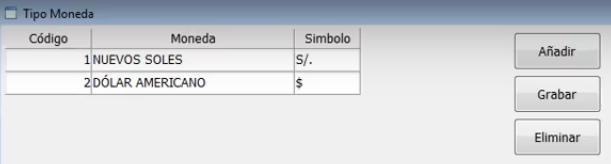 Tipo Moneda
Código Moneda Simbolo
1 NUEVOS SOLES S/.
2 DÓLAR AMERICANO $
Añadir
Grabar
Eliminar